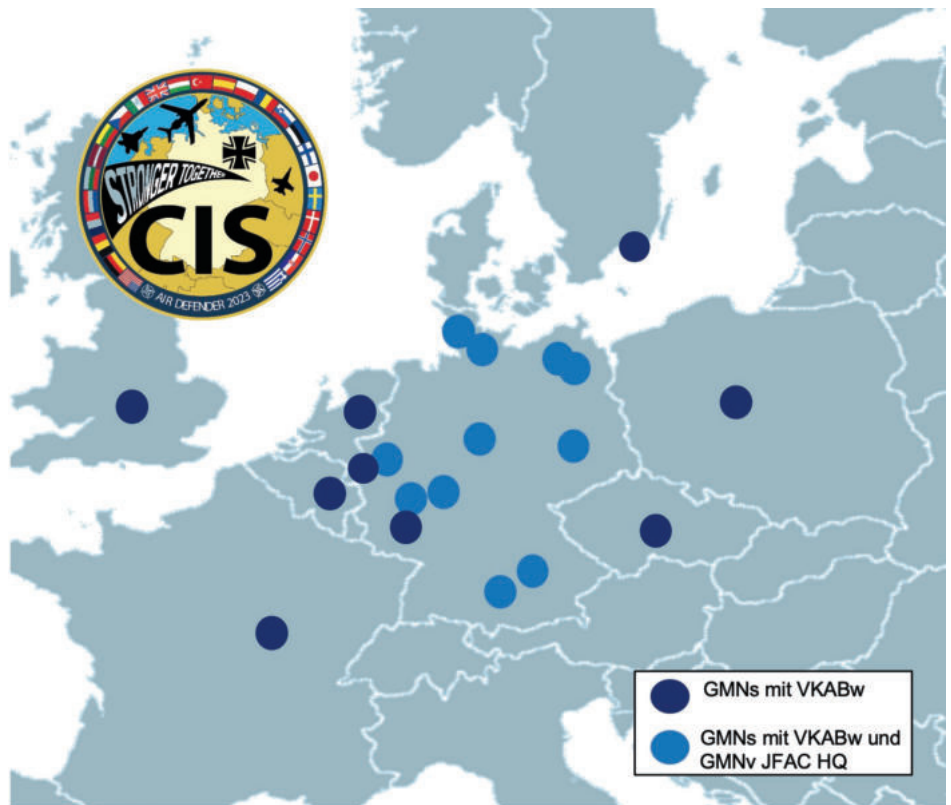 STRONGER TOGETHER
CIS
AIR DEFENDER 2023
GMNs mit VKABw
GMNs mit VKABw und
GMNv JFAC HQ